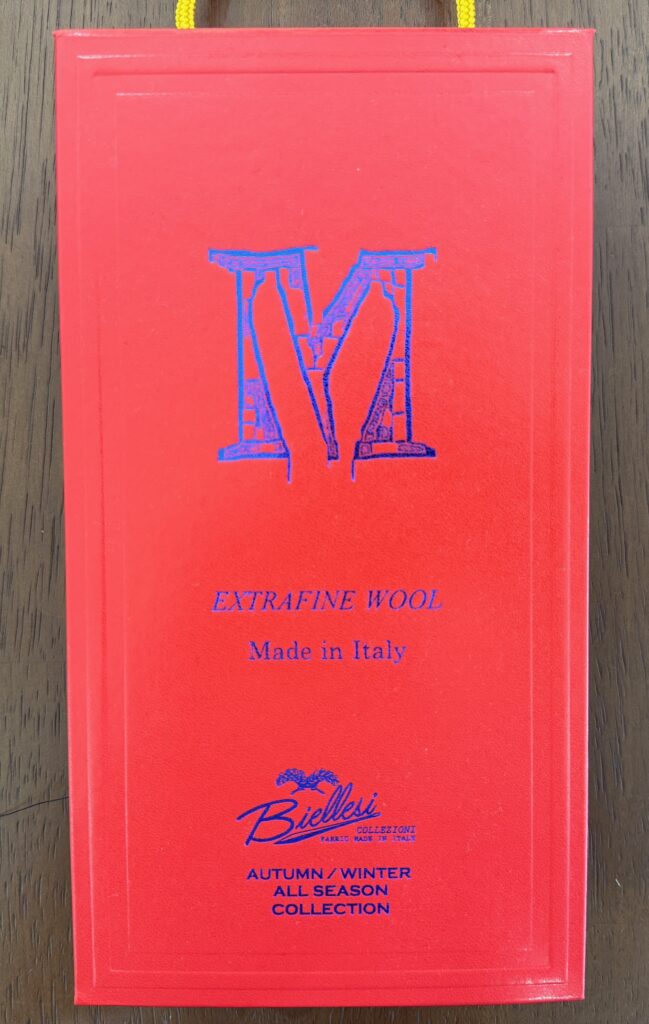 M
EXTRAFINE WOOL
Made in Italy
Biellesi
COLLEZIONI
FABRIC MADE IN ITALY
AUTUMN / WINTER
ALL SEASON
COLLECTION